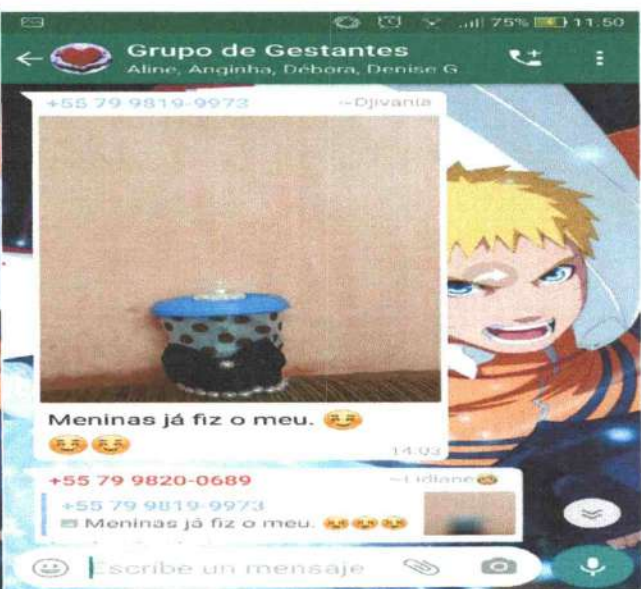 75% 11:50
Grupo de Gestantes
Aline, Anginha, Débora, Denise G
+55 79 9819-9973 ~Djivania
Meninas já fiz o meu.
14:03
+55 79 9820-0689 ~Lidiane
+55 79 9819-9973
Meninas já fiz o meu.
Escribe un mensaje